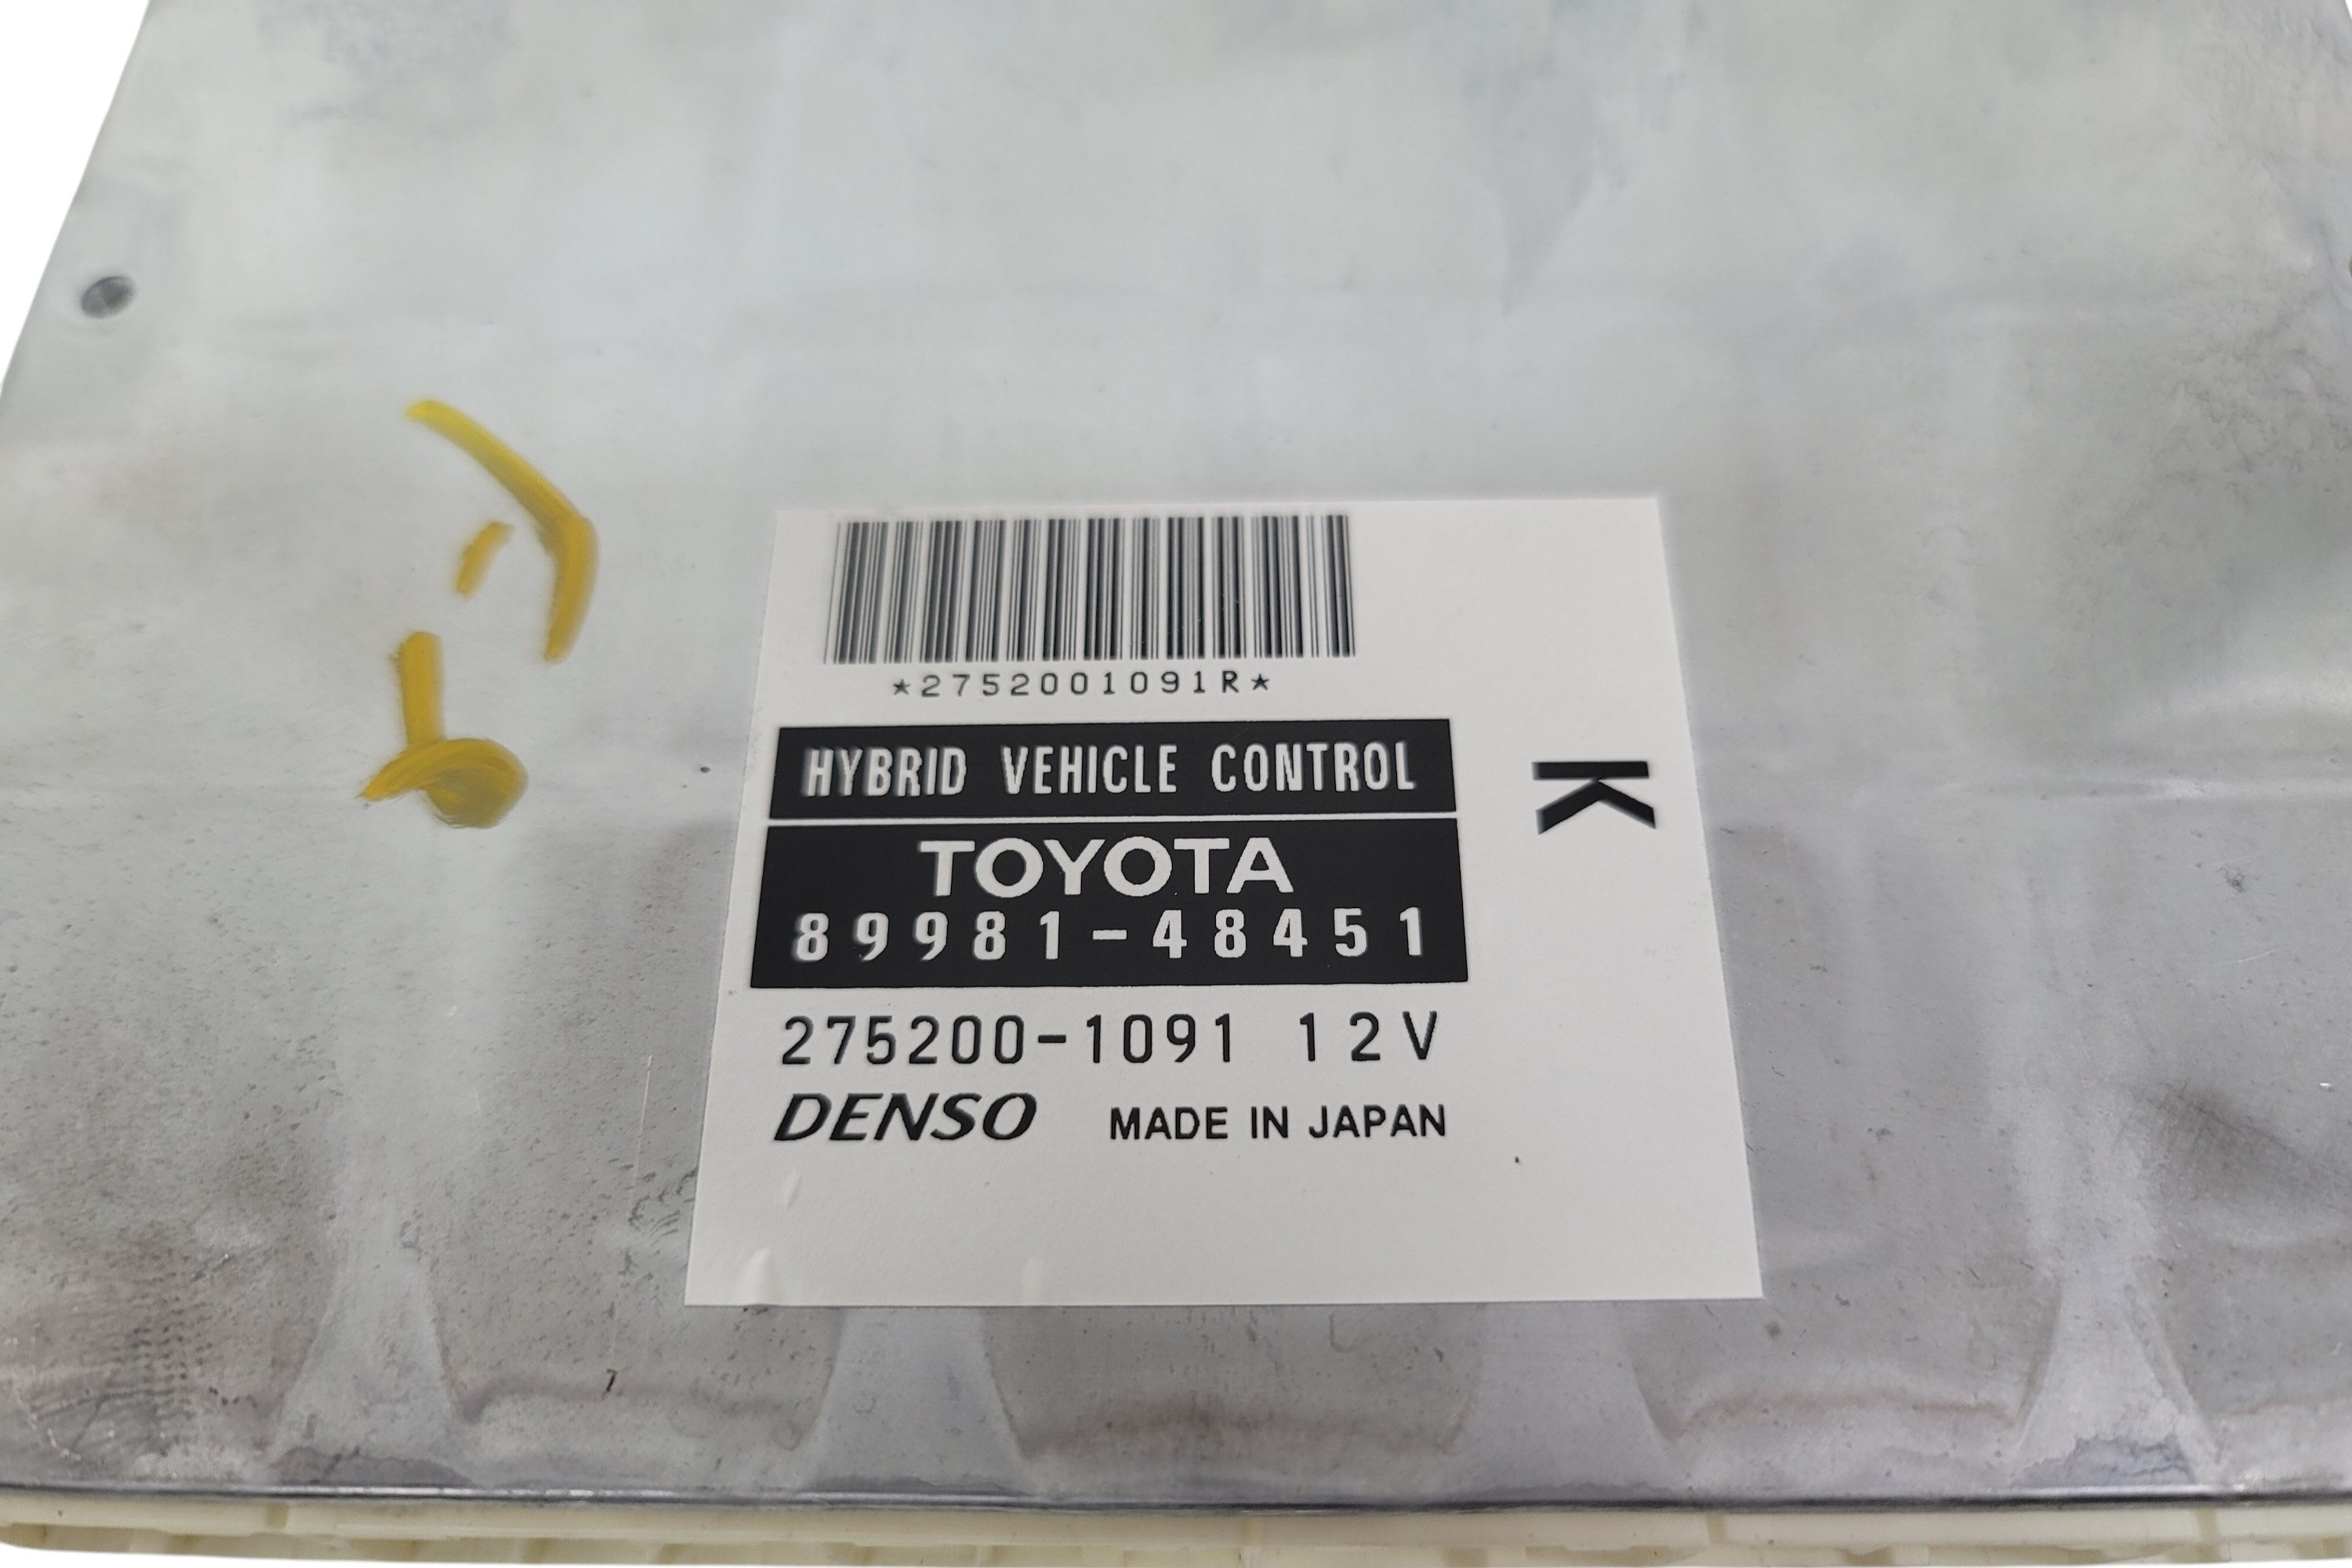 *2752001091R*
HYBRID VEHICLE CONTROL
K
TOYOTA
89981-48451
275200-1091 12V
DENSO MADE IN JAPAN